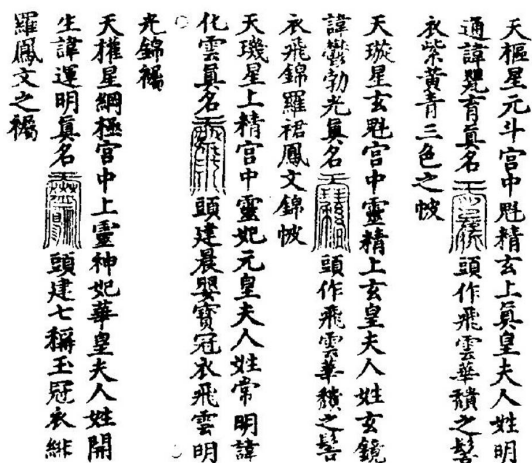 天樞星元斗宮中魁精玄上眞皇夫人姓明
通諱育眞名頭作飛雲華頹之髻
衣紫黃青三色之帔
天璇星玄魁宮中靈精上玄皇夫人姓玄鏡
諱鬱勃光眞名頭作飛雲華頹之髻
衣飛錦羅裙鳳文錦帔
天璣星上精宮中靈妃元皇夫人姓常明諱
化雲眞名頭建晨嬰寶冠衣飛雲明
光錦襡
天權星綱極宮中上靈神妃華皇夫人姓開
生諱運明眞名頭建七稱玉冠衣緋
羅鳳文之襡